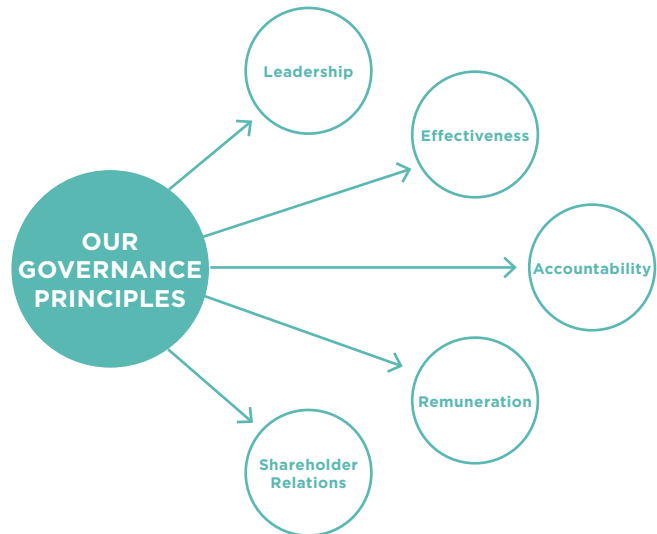 Leadership
Effectiveness
OUR
GOVERNANCE
PRINCIPLES
Accountability
Remuneration
Shareholder
Relations